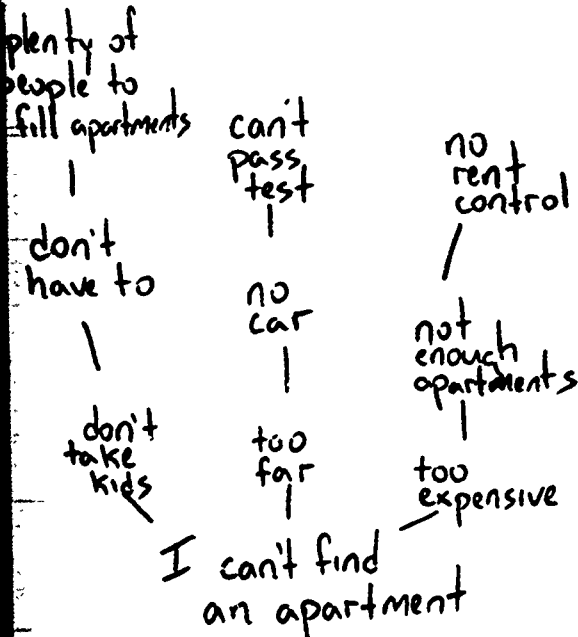 plenty of
people to
fill apartments
don't
have to
don't
take
kids
can't
pass
test
no
car
too
far
no
rent
control
not
enough
apartments
too
expensive
I can't find
an apartment